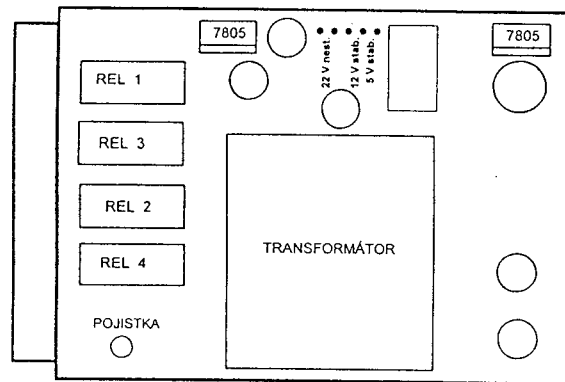 7805
7805
22 V nest.
12 V stab.
5 V stab.
REL 1
REL 3
REL 2
REL 4
TRANSFORMÁTOR
POJISTKA